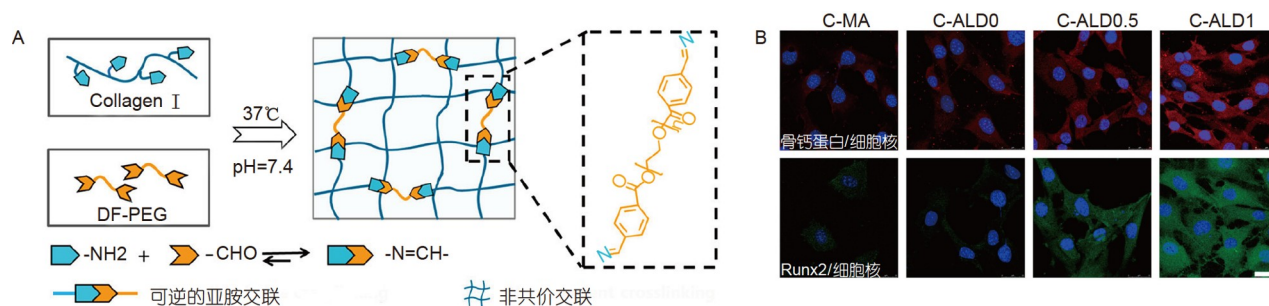 A
Collagen Ⅰ
DF-PEG
37℃
pH=7.4
N
O
O
O
O
N
-NH2 + -CHO -N=CH-
可逆的亚胺交联
非共价交联
B
C-MA C-ALD0 C-ALD0.5 C-ALD1
骨钙蛋白/细胞核
Runx2/细胞核